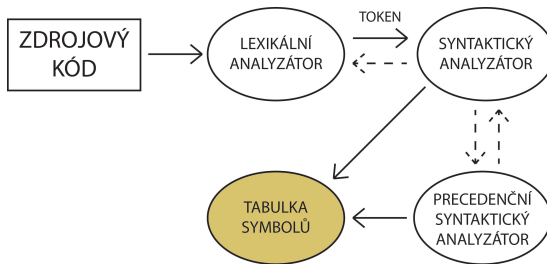 ZDROJOVÝ
KÓD
LEXIKÁLNÍ
ANALYZÁTOR
TOKEN
SYNTAKTICKÝ
ANALYZÁTOR
TABULKA
SYMBOLŮ
PRECEDENČNÍ
SYNTAKTICKÝ
ANALYZÁTOR